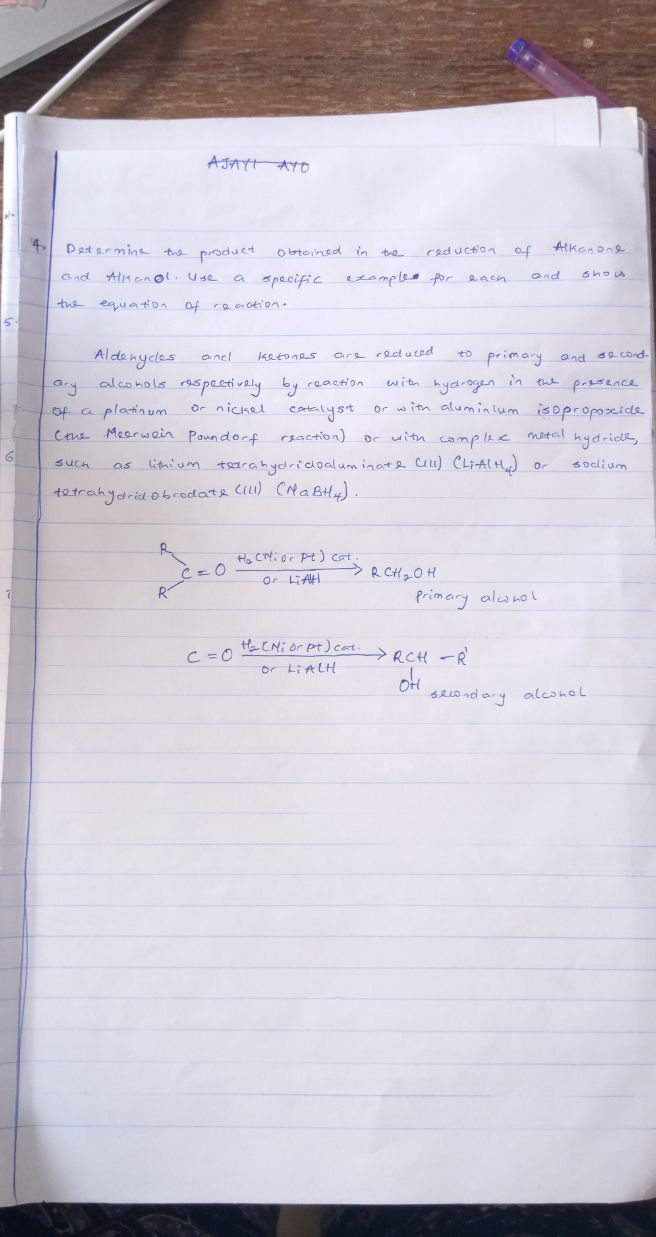 AJAYI AYO
4. Determine the product obtained in the reduction of Alkanone
and Alkanol. Use a specific example for each and show
the equation of reaction.
5.
Aldehydes and ketones are reduced to primary and second-
ary alcohols respectively by reaction with hydrogen in the presence
of a platinum or nickel catalyst or with aluminium isopropoxide
(the Meerwein Poundorf reaction) or with complex metal hydride,
6
such as lithium tetrahydridoaluminate (III) (LiAlH4) or sodium
tetrahydridobrodate (III) (NaBH4).
R
H2 (Ni or Pt) cat.
C = O → RCH2OH
R or LiAlH
primary alcohol
H2 (Ni or Pt) cat.
C = O → RCH - R'
or LiALH
OH secondary alcohol